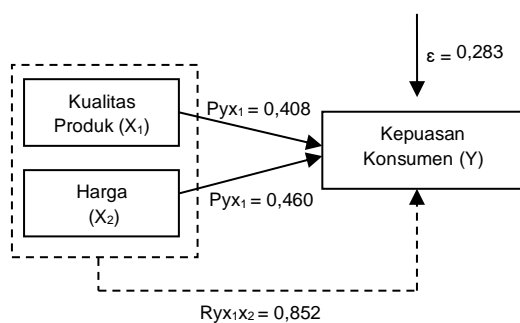 ε = 0,283
Kualitas
Produk (X₁)
Pyx₁ = 0,408
Kepuasan
Konsumen (Y)
Harga
(X₂)
Pyx₁ = 0,460
Ryx₁x₂ = 0,852